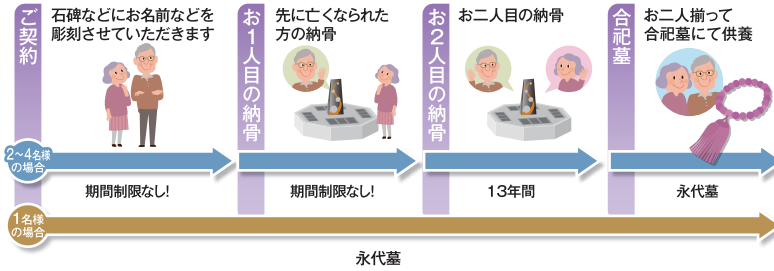 ご契約
石碑などにお名前などを
彫刻させていただきます
お1人目の納骨
先に亡くなられた
方の納骨
お2人目の納骨
お二人目の納骨
合祀墓
お二人揃って
合祀墓にて供養
2〜4名様
の場合
期間制限なし!
期間制限なし!
13年間
永代墓
1名様
の場合
永代墓